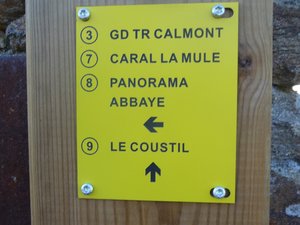 3 GD TR CALMONT
7 CARAL LA MULE
8 PANORAMA
ABBAYE
9 LE COUSTIL